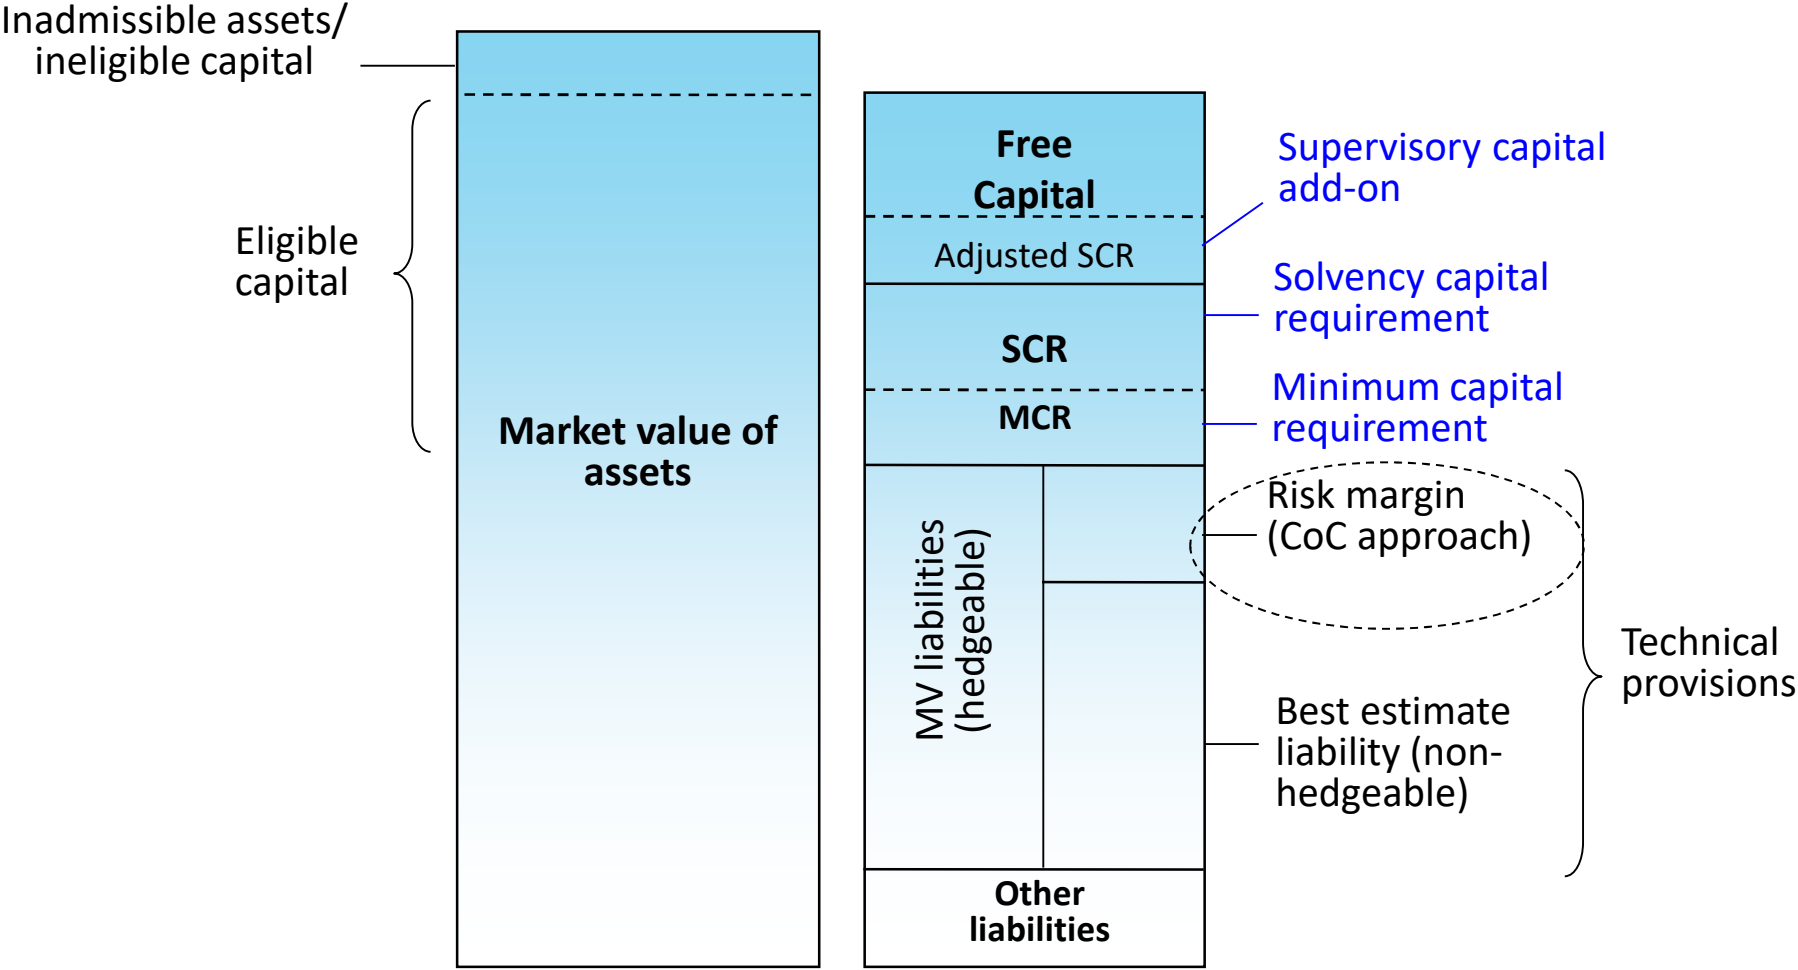 Inadmissible assets/
ineligible capital
Eligible
capital
Market value of
assets
Free
Capital
Adjusted SCR
SCR
MCR
MV liabilities
(hedgeable)
Other
liabilities
Supervisory capital
add-on
Solvency capital
requirement
Minimum capital
requirement
Risk margin
(CoC approach)
Best estimate
liability (non-
hedgeable)
Technical
provisions